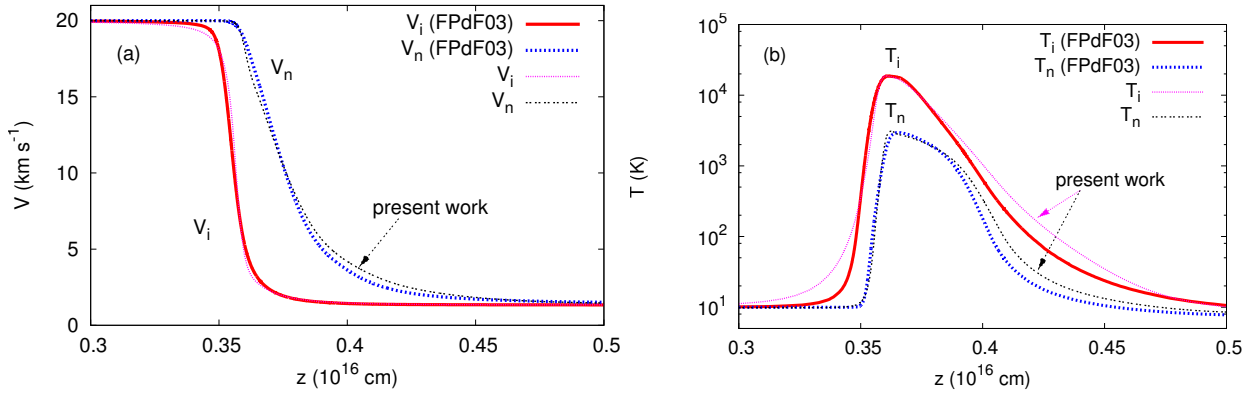 (a)
V_i (FPdF03)
V_n (FPdF03)
V_i
V_n
V_n
V_i
present work
V (km s^-1)
20
15
10
5
0
0.3 0.35 0.4 0.45 0.5
z (10^16 cm)
(b)
T_i (FPdF03)
T_n (FPdF03)
T_i
T_n
T_i
T_n
present work
T (K)
10^5
10^4
10^3
10^2
10^1
0.3 0.35 0.4 0.45 0.5
z (10^16 cm)